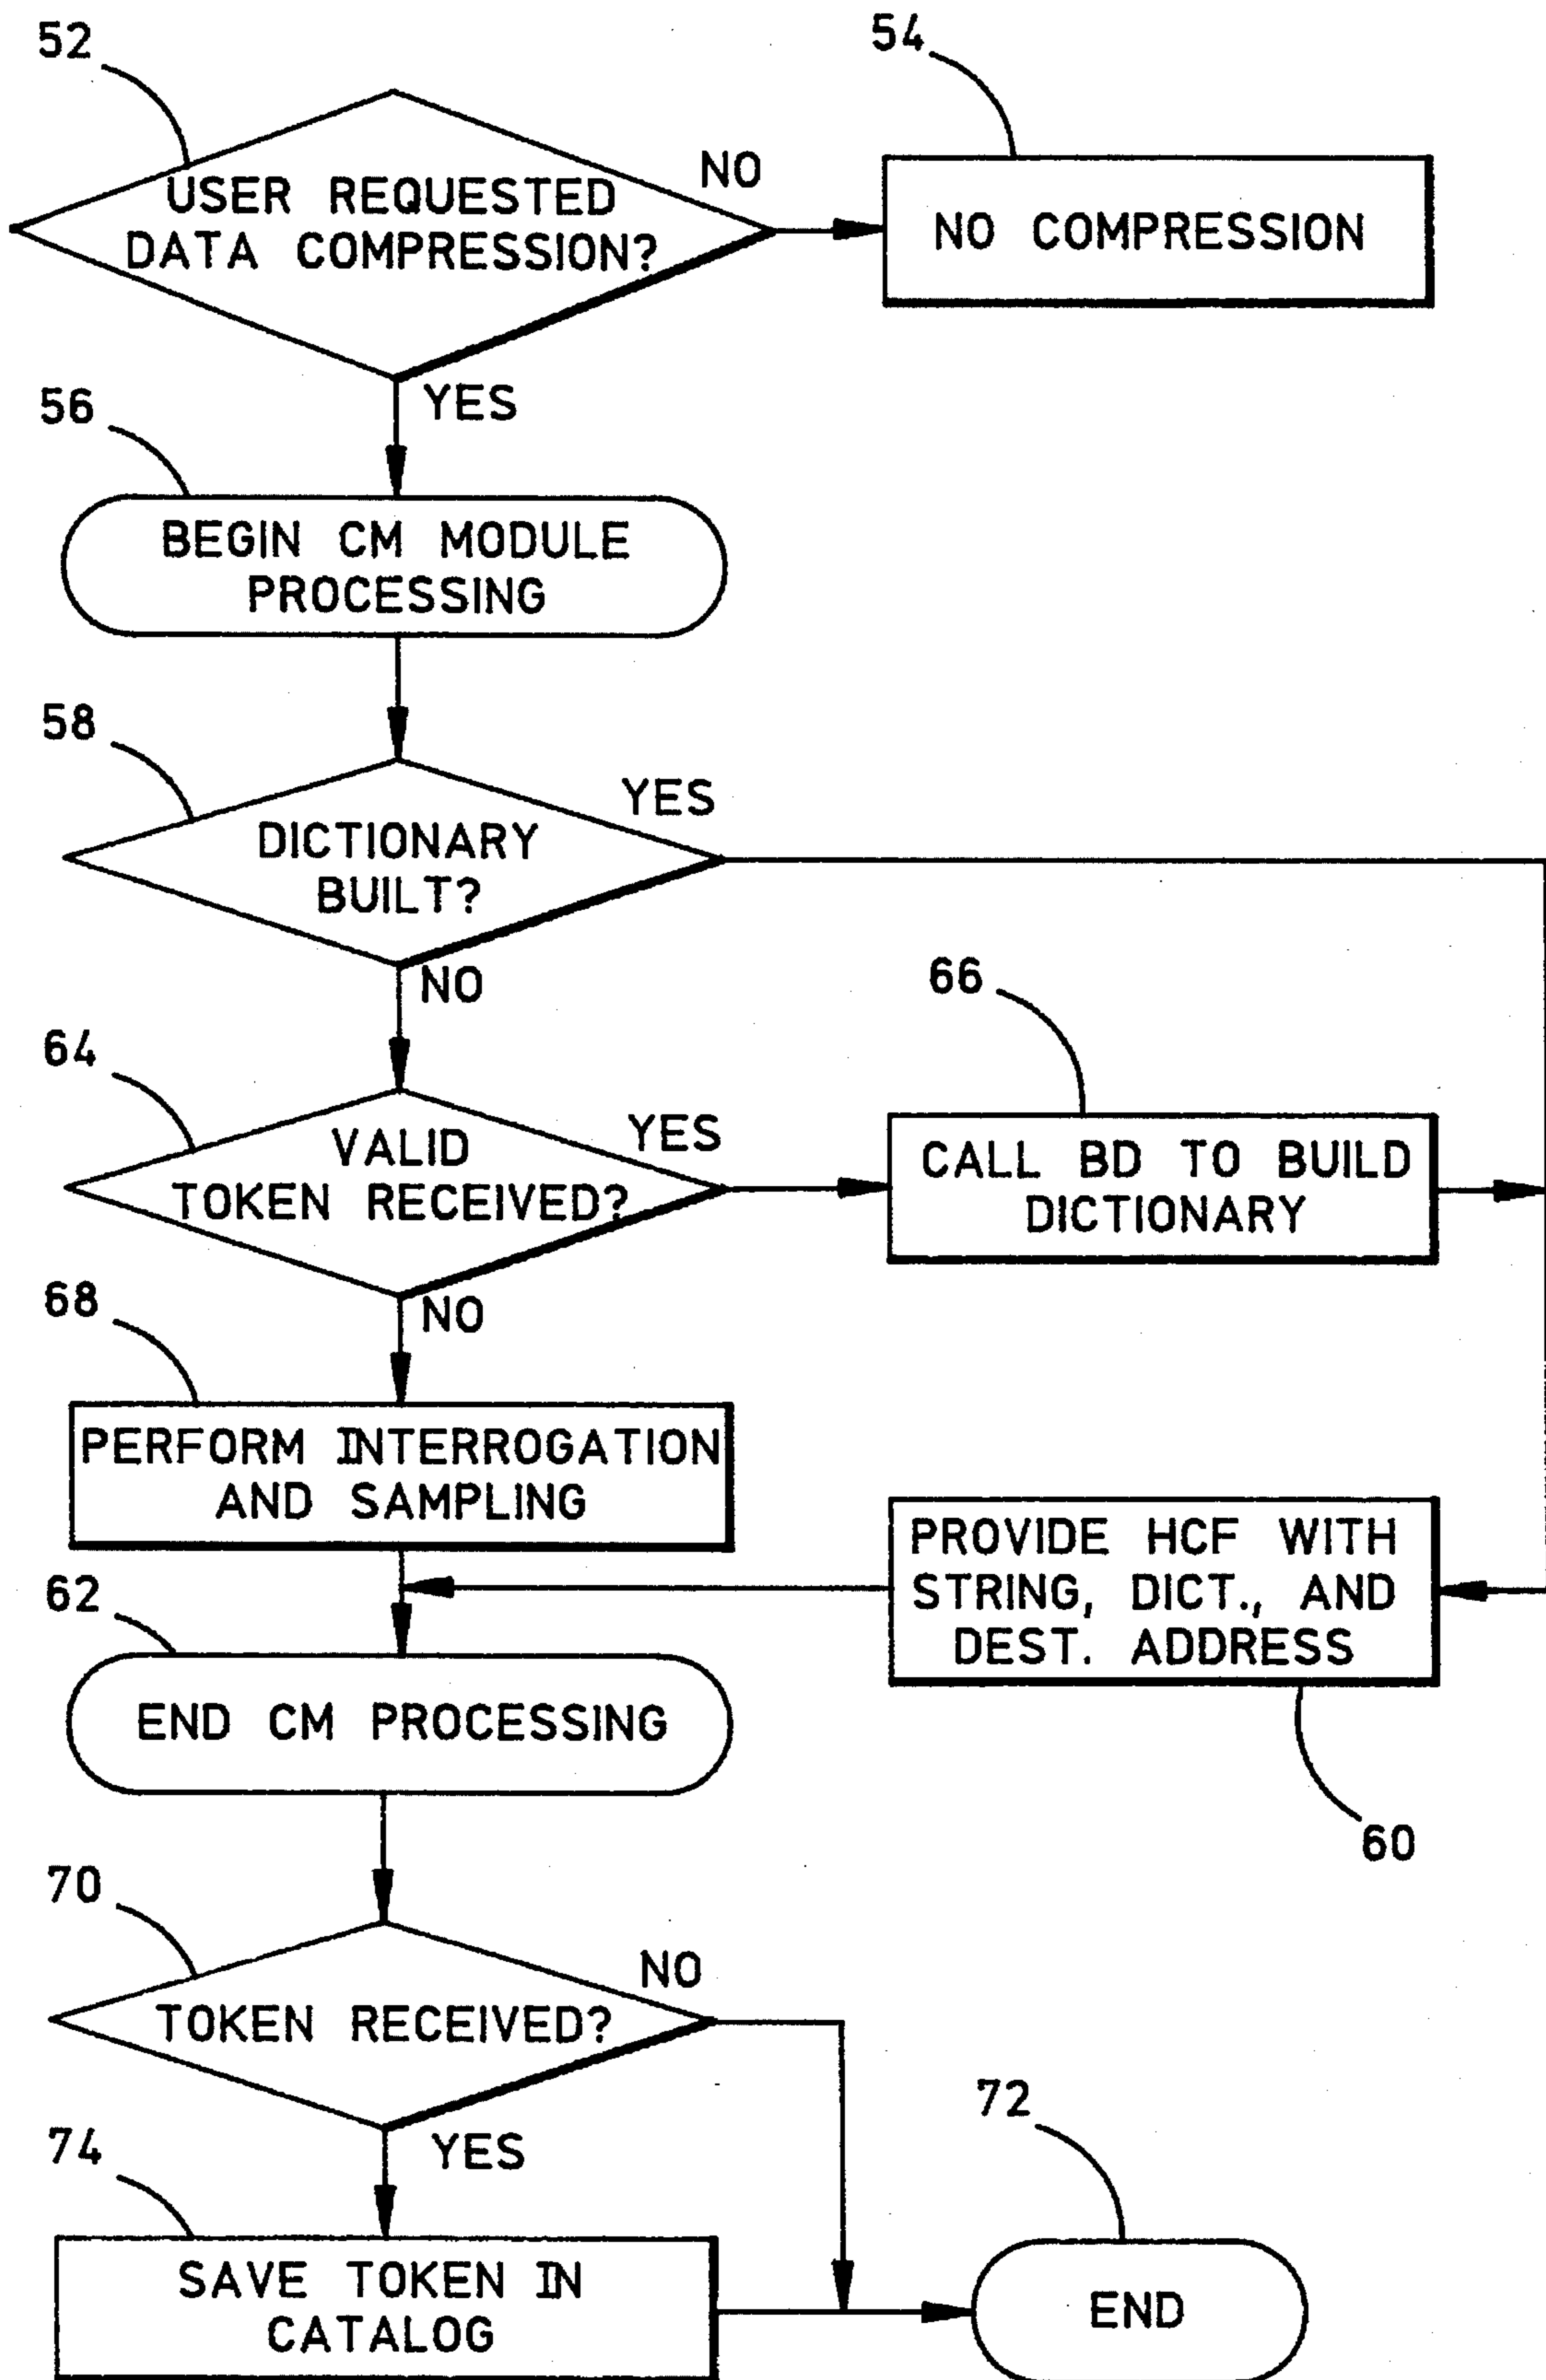 52
54
USER REQUESTED
DATA COMPRESSION?
NO
NO COMPRESSION
YES
56
BEGIN CM MODULE
PROCESSING
58
DICTIONARY
BUILT?
YES
NO
64
66
VALID
TOKEN RECEIVED?
YES
CALL BD TO BUILD
DICTIONARY
NO
68
PERFORM INTERROGATION
AND SAMPLING
PROVIDE HCF WITH
STRING, DICT., AND
DEST. ADDRESS
62
END CM PROCESSING
60
70
TOKEN RECEIVED?
NO
YES
72
74
SAVE TOKEN IN
CATALOG
END